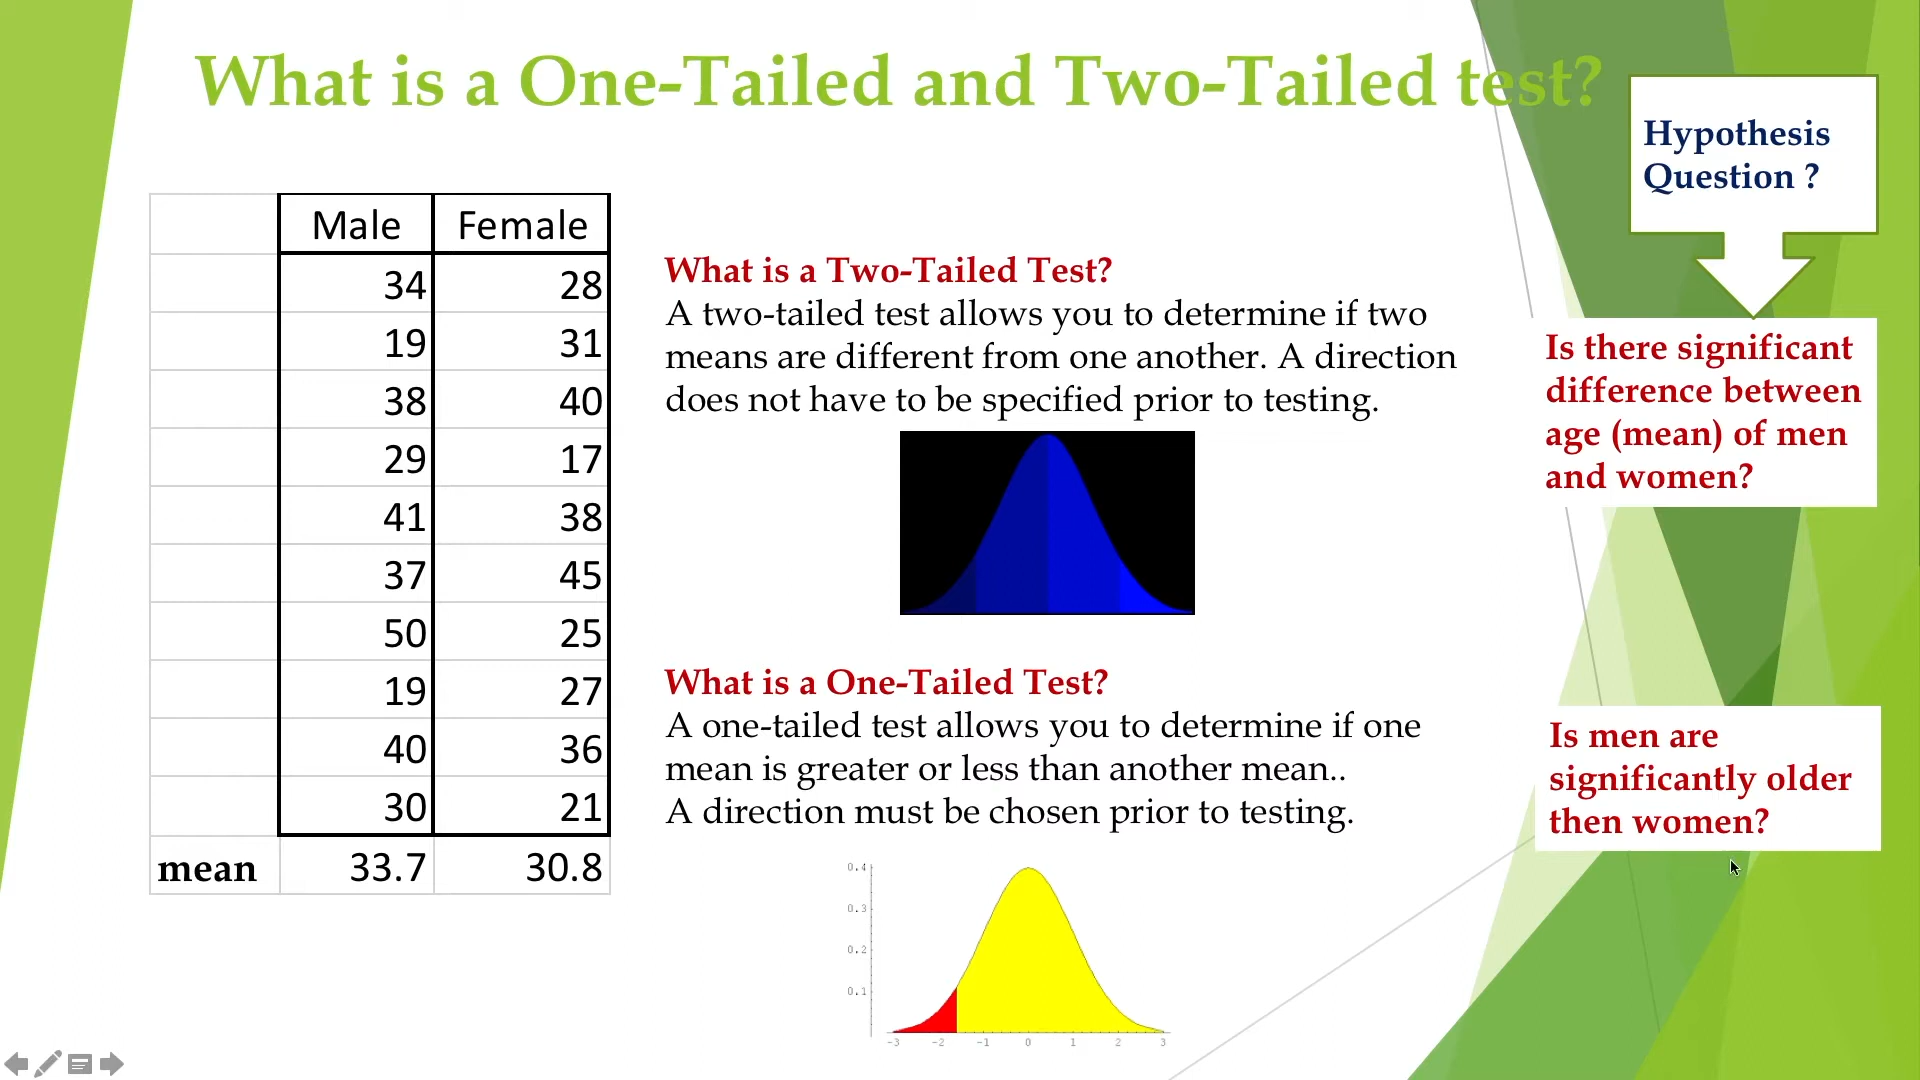 What is a One-Tailed and Two-Tailed test?
Hypothesis
Question ?
Male Female
34 28
19 31
38 40
29 17
41 38
37 45
50 25
19 27
40 36
30 21
mean 33.7 30.8
What is a Two-Tailed Test?
A two-tailed test allows you to determine if two
means are different from one another. A direction
does not have to be specified prior to testing.
What is a One-Tailed Test?
A one-tailed test allows you to determine if one
mean is greater or less than another mean..
A direction must be chosen prior to testing.
0.4
0.3
0.2
0.1
-3 -2 -1 0 1 2 3
Is there significant
difference between
age (mean) of men
and women?
Is men are
significantly older
then women?